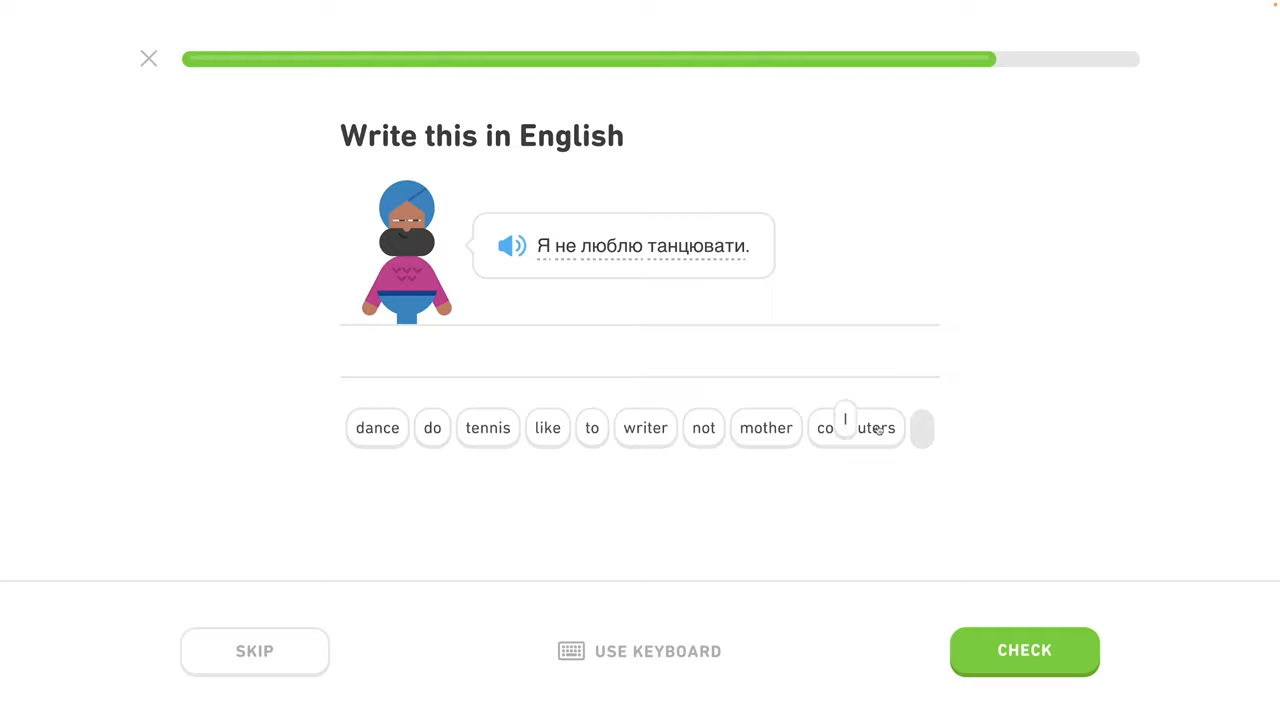 Write this in English
Я не люблю танцювати.
dance do tennis like to writer not mother I
SKIP USE KEYBOARD CHECK